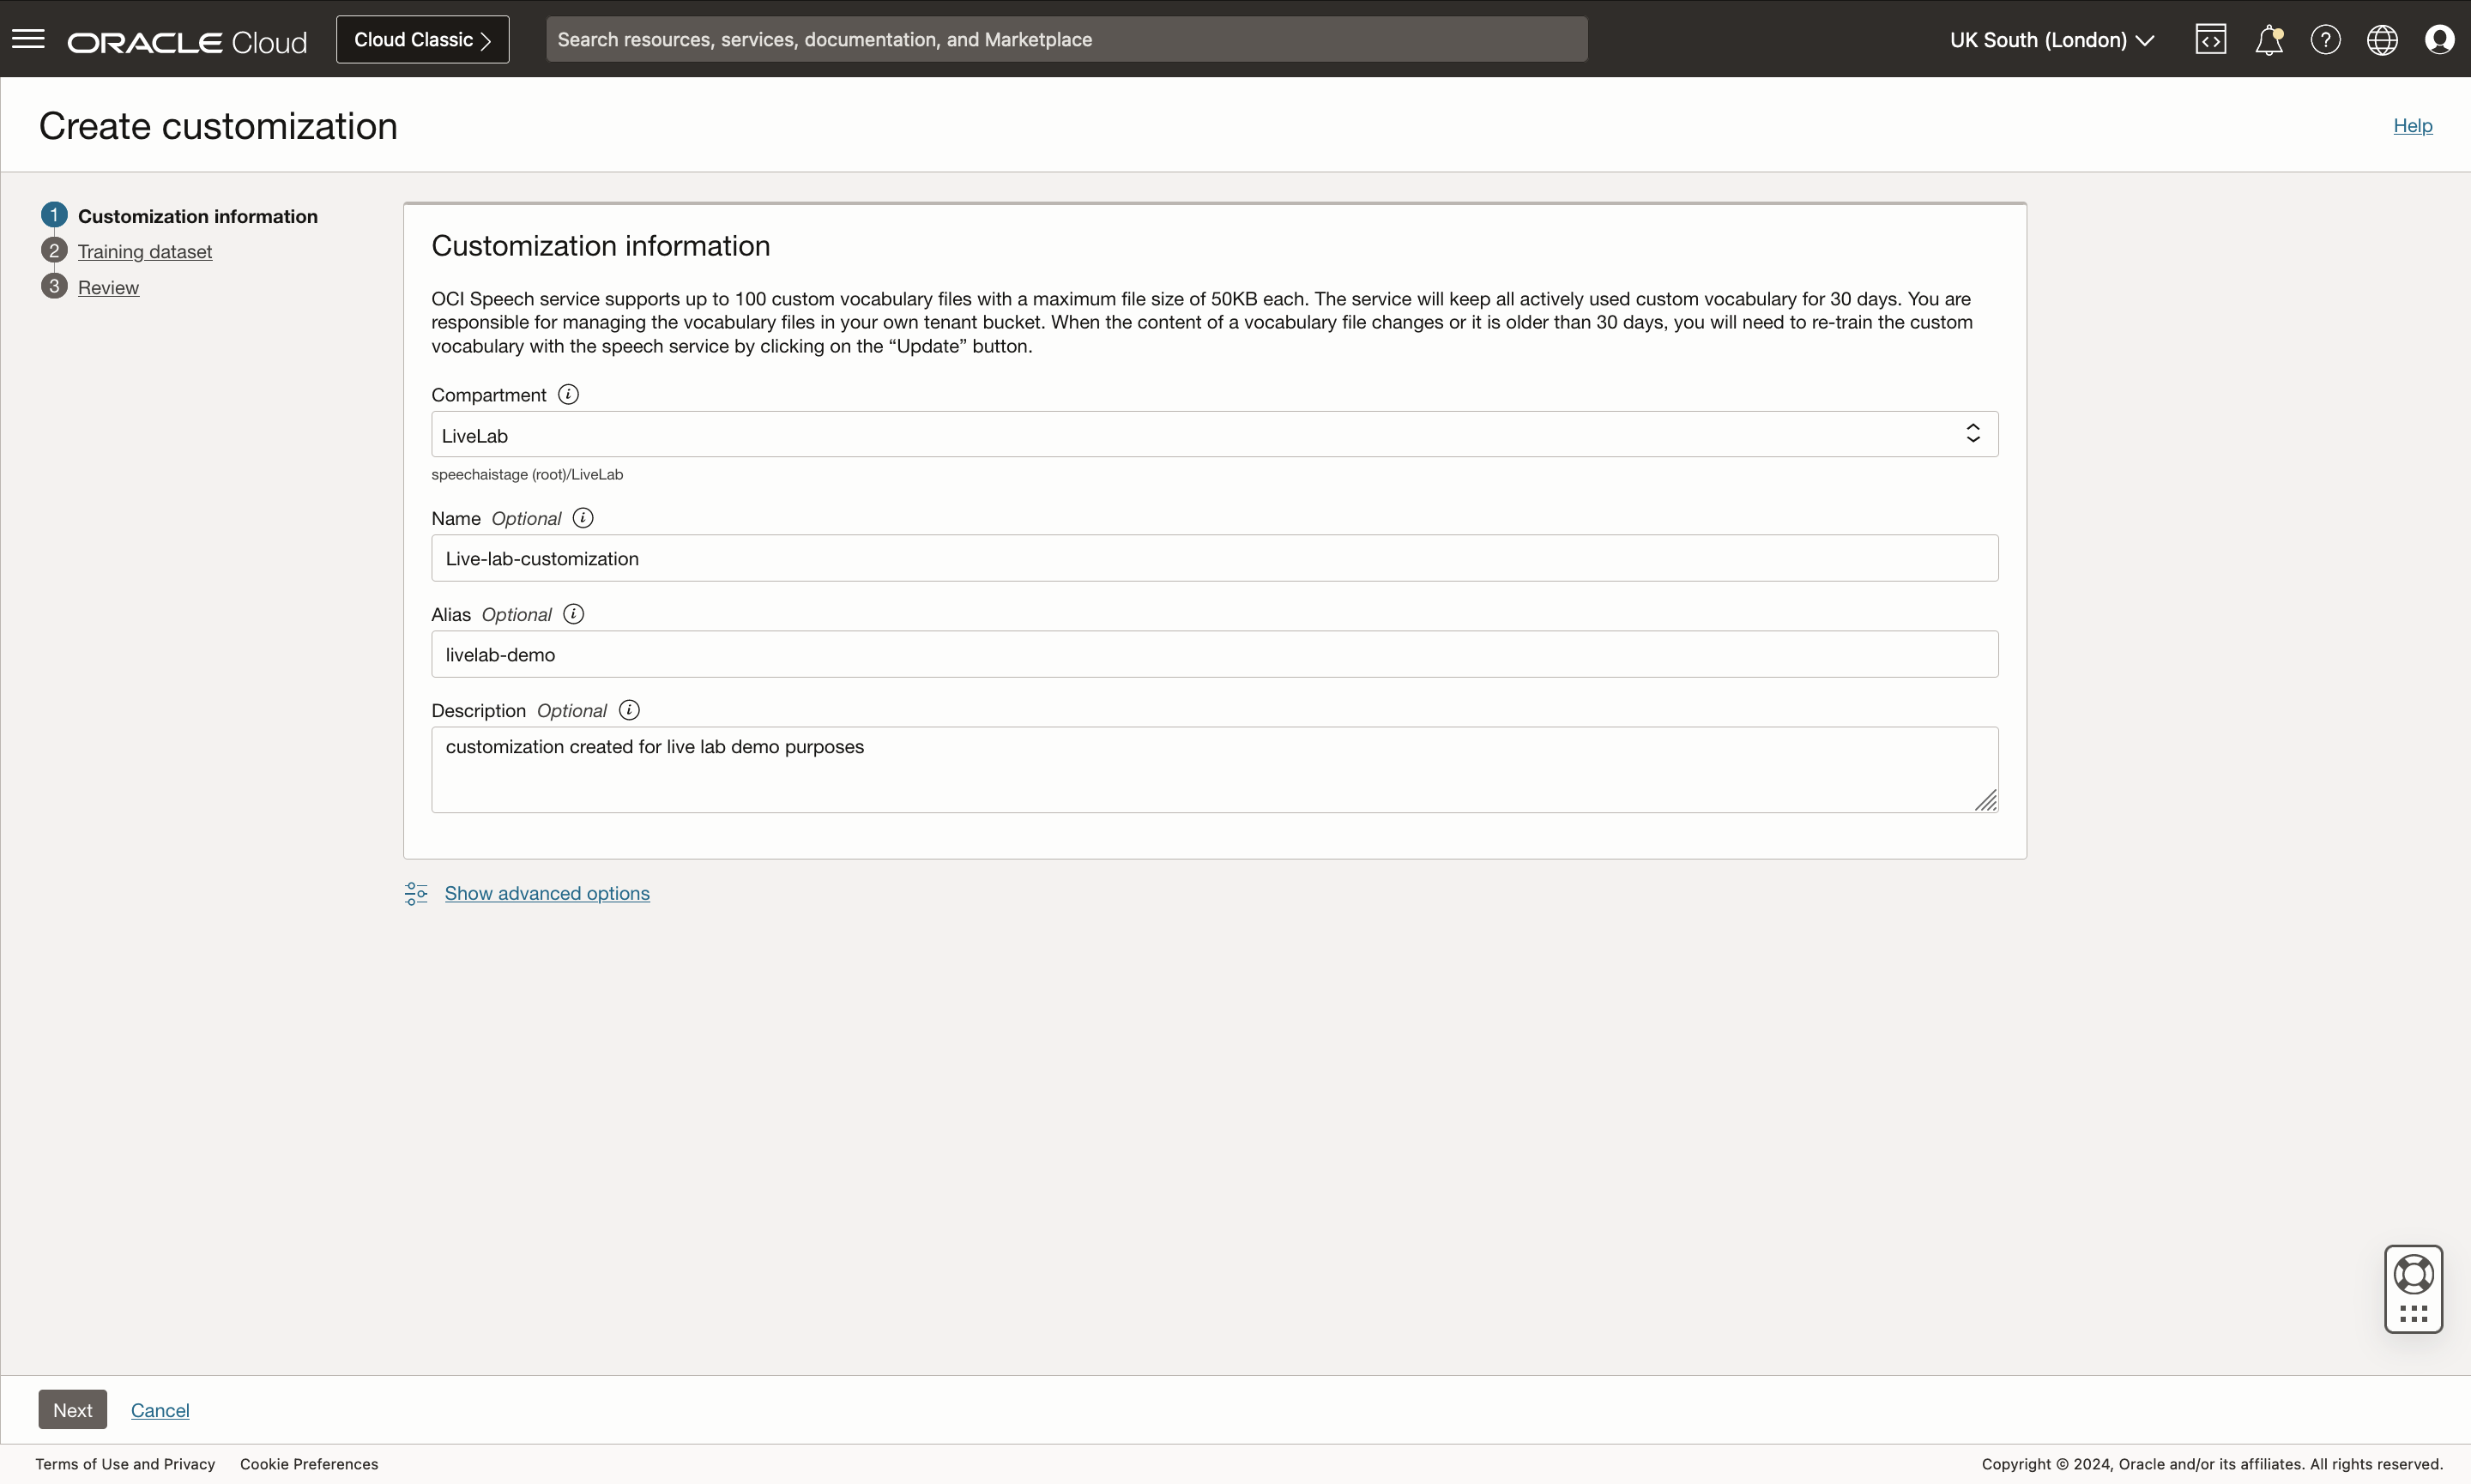 ORACLE Cloud
Cloud Classic
Search resources, services, documentation, and Marketplace
UK South (London)
Create customization
Help
1 Customization information
2 Training dataset
3 Review
Customization information
OCI Speech service supports up to 100 custom vocabulary files with a maximum file size of 50KB each. The service will keep all actively used custom vocabulary for 30 days. You are
responsible for managing the vocabulary files in your own tenant bucket. When the content of a vocabulary file changes or it is older than 30 days, you will need to re-train the custom
vocabulary with the speech service by clicking on the “Update” button.
Compartment
LiveLab
speechaistage (root)/LiveLab
Name Optional
Live-lab-customization
Alias Optional
livelab-demo
Description Optional
customization created for live lab demo purposes
Show advanced options
Next
Cancel
Terms of Use and Privacy
Cookie Preferences
Copyright © 2024, Oracle and/or its affiliates. All rights reserved.